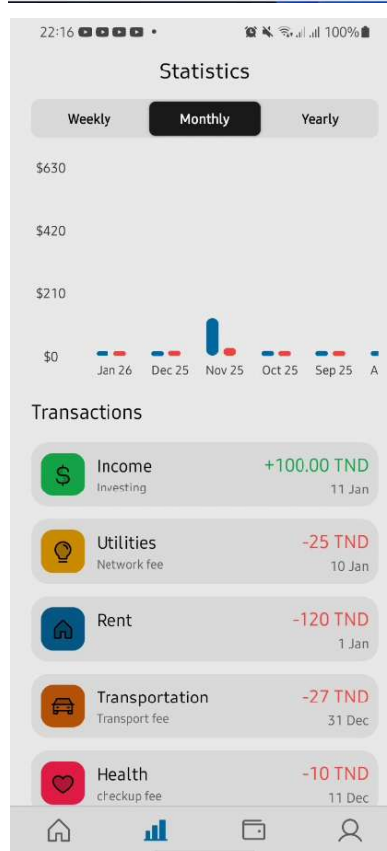 22:16
100%
Statistics
Weekly Monthly Yearly
$630
$420
$210
$0
Jan 26 Dec 25 Nov 25 Oct 25 Sep 25 A
Transactions
Income +100.00 TND
Investing 11 Jan
Utilities -25 TND
Network fee 10 Jan
Rent -120 TND
1 Jan
Transportation -27 TND
Transport fee 31 Dec
Health -10 TND
checkup fee 11 Dec